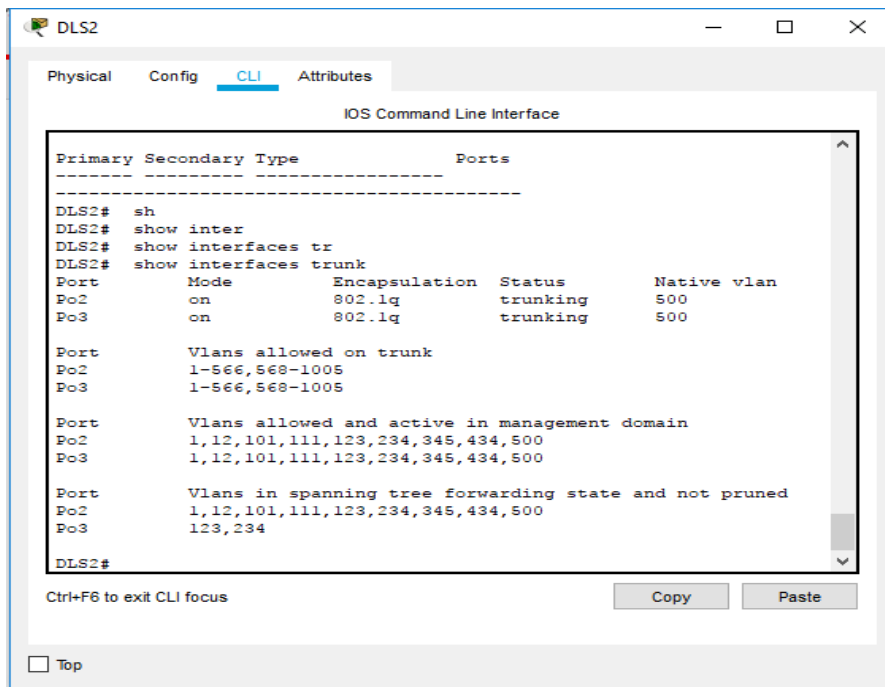 DLS2
Physical Config CLI Attributes
IOS Command Line Interface
Primary Secondary Type Ports
------- --------- -----------------
------------------------------------------
DLS2# sh
DLS2# show inter
DLS2# show interfaces tr
DLS2# show interfaces trunk
Port Mode Encapsulation Status Native vlan
Po2 on 802.1q trunking 500
Po3 on 802.1q trunking 500
Port Vlans allowed on trunk
Po2 1-566,568-1005
Po3 1-566,568-1005
Port Vlans allowed and active in management domain
Po2 1,12,101,111,123,234,345,434,500
Po3 1,12,101,111,123,234,345,434,500
Port Vlans in spanning tree forwarding state and not pruned
Po2 1,12,101,111,123,234,345,434,500
Po3 123,234
DLS2#
Ctrl+F6 to exit CLI focus
Copy Paste
Top